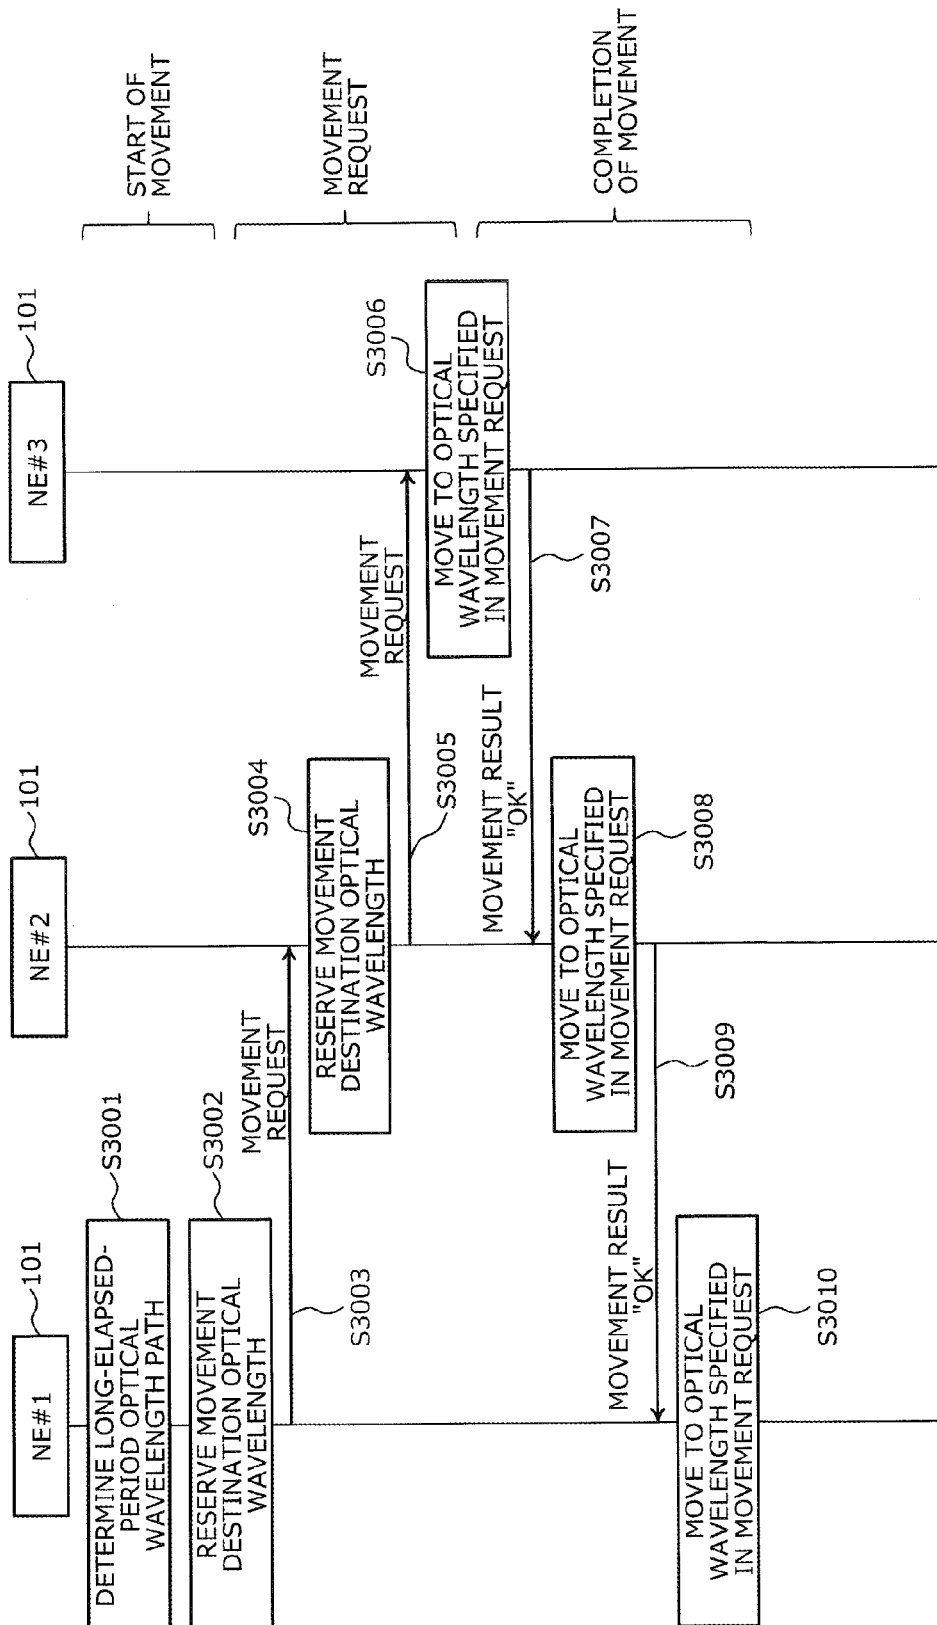 101
NE#1
101
NE#2
101
NE#3
DETERMINE LONG-ELAPSED-
PERIOD OPTICAL
WAVELENGTH PATH
S3001
START OF
MOVEMENT
RESERVE MOVEMENT
DESTINATION OPTICAL
WAVELENGTH
S3002
MOVEMENT
REQUEST
S3003
RESERVE MOVEMENT
DESTINATION OPTICAL
WAVELENGTH
S3004
MOVEMENT
REQUEST
S3005
MOVEMENT
REQUEST
MOVE TO OPTICAL
WAVELENGTH SPECIFIED
IN MOVEMENT REQUEST
S3006
MOVEMENT RESULT
"OK"
S3007
MOVE TO OPTICAL
WAVELENGTH SPECIFIED
IN MOVEMENT REQUEST
S3008
COMPLETION
OF MOVEMENT
MOVEMENT RESULT
"OK"
S3009
MOVE TO OPTICAL
WAVELENGTH SPECIFIED
IN MOVEMENT REQUEST
S3010